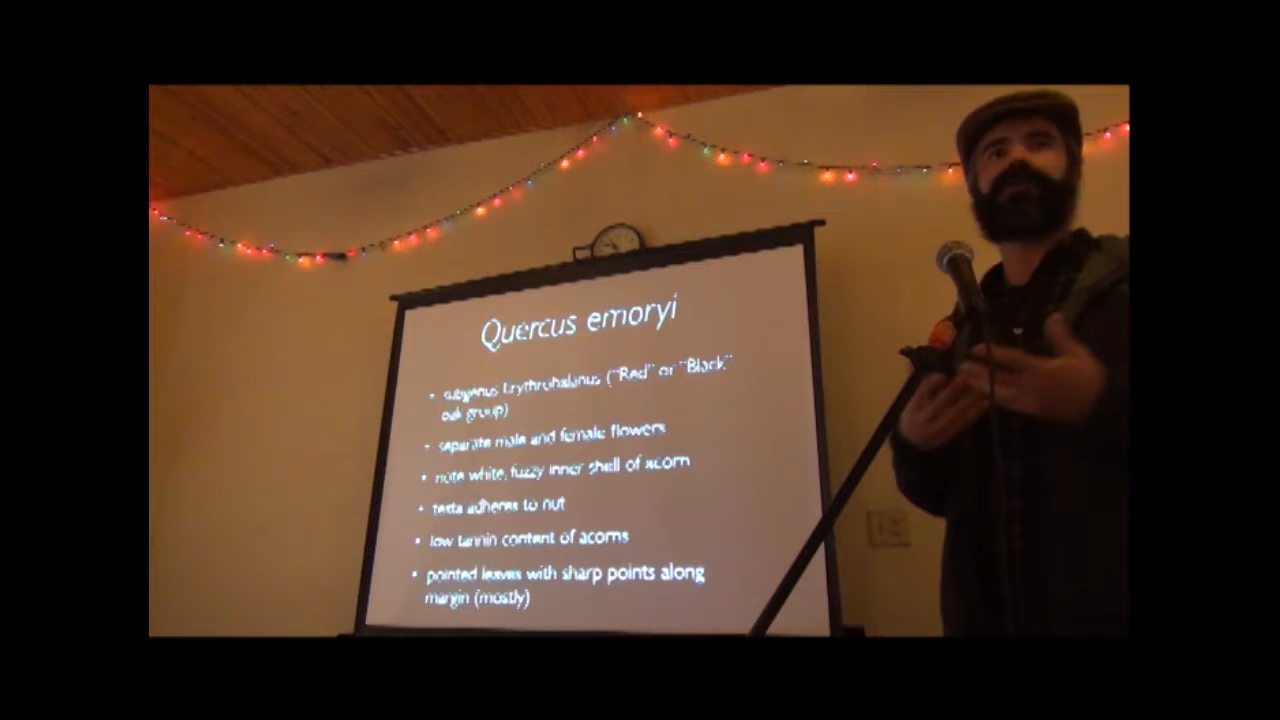 Quercus emoryi
• subgenus Erythrobalanus ("Red" or "Black"
oak group)
• separate male and female flowers
• note white, fuzzy inner shell of acorn
• testa adheres to nut
• low tannin content of acorns
• pointed leaves with sharp points along
margin (mostly)